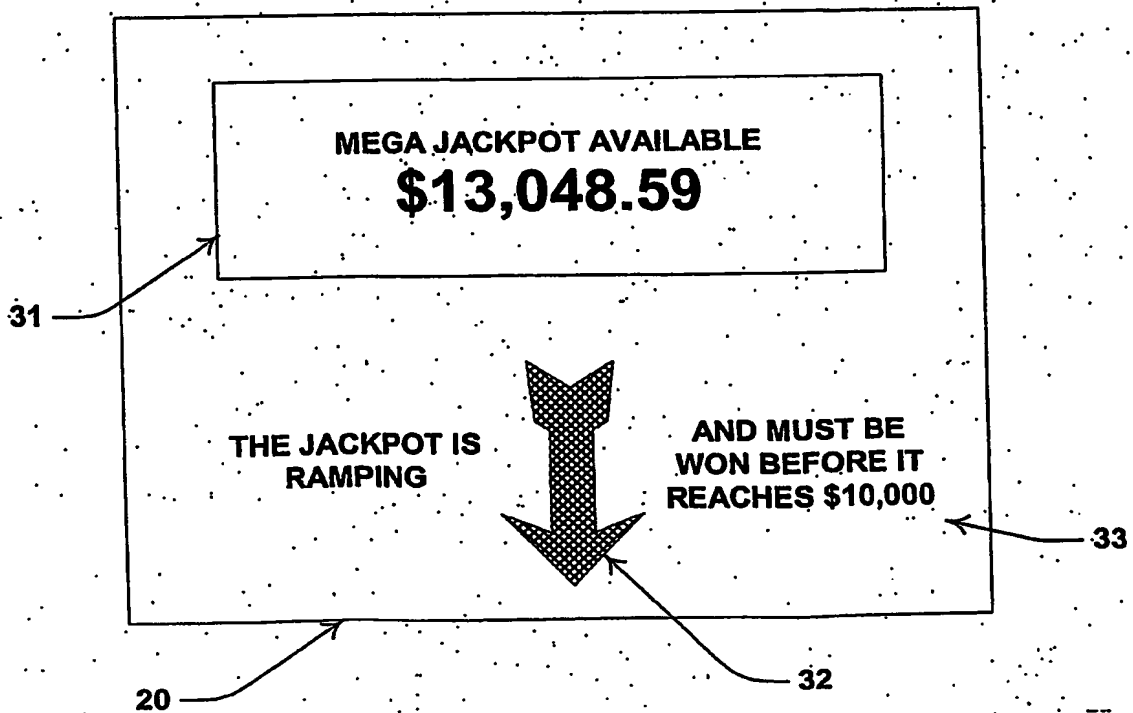 MEGA JACKPOT AVAILABLE
$13,048.59
31
THE JACKPOT IS
RAMPING
AND MUST BE
WON BEFORE IT
REACHES $10,000
33
32
20